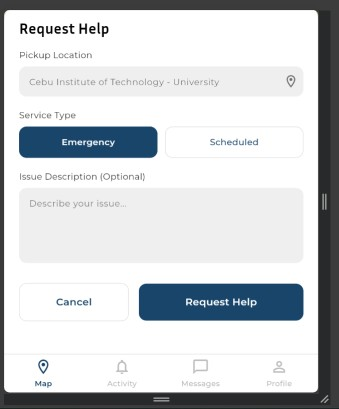 Request Help
Pickup Location
Cebu Institute of Technology - University
Service Type
Emergency Scheduled
Issue Description (Optional)
Describe your issue...
Cancel Request Help
Map Activity Messages Profile